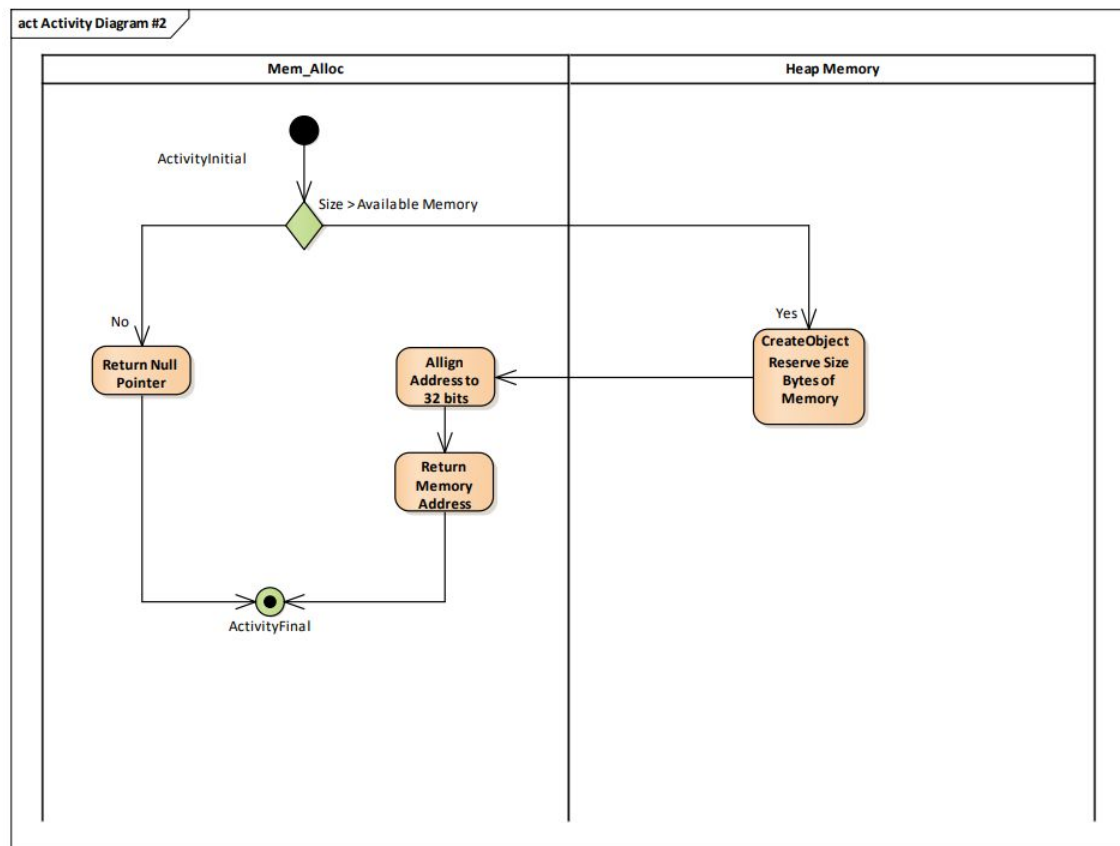 act Activity Diagram #2
Mem_Alloc
Heap Memory
ActivityInitial
Size > Available Memory
No
Yes
Return Null
Pointer
Allign
Address to
32 bits
CreateObject
Reserve Size
Bytes of
Memory
Return
Memory
Address
ActivityFinal